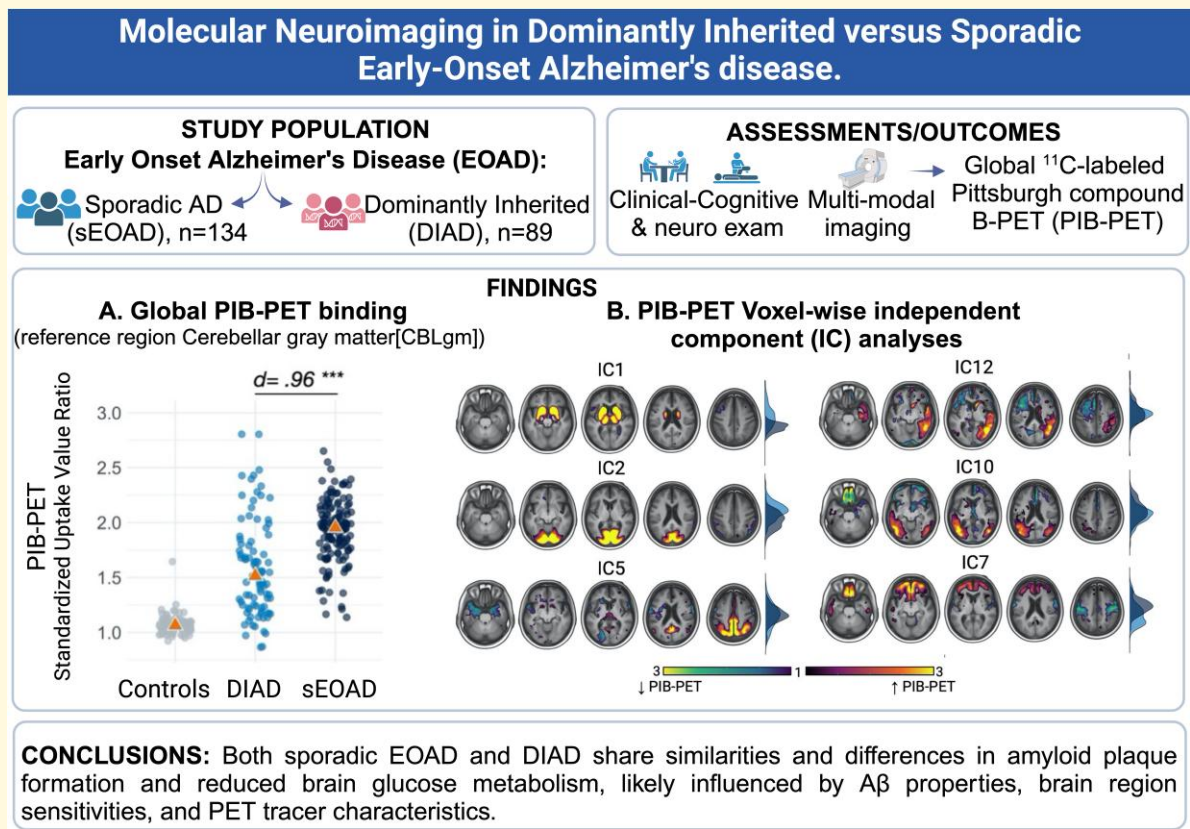 Molecular Neuroimaging in Dominantly Inherited versus Sporadic
Early-Onset Alzheimer's disease.
STUDY POPULATION
Early Onset Alzheimer's Disease (EOAD):
Sporadic AD
(sEOAD), n=134
Dominantly Inherited
(DIAD), n=89
ASSESSMENTS/OUTCOMES
Clinical-Cognitive
& neuro exam
Multi-modal
imaging
Global ¹¹C-labeled
Pittsburgh compound
B-PET (PIB-PET)
FINDINGS
A. Global PIB-PET binding
(reference region Cerebellar gray matter[CBLgm])
d= .96 ***
PIB-PET
Standardized Uptake Value Ratio
3.0
2.5
2.0
1.5
1.0
Controls DIAD sEOAD
B. PIB-PET Voxel-wise independent
component (IC) analyses
IC1
IC2
IC5
IC12
IC10
IC7
3 1 3
↓ PIB-PET ↑ PIB-PET
CONCLUSIONS: Both sporadic EOAD and DIAD share similarities and differences in amyloid plaque
formation and reduced brain glucose metabolism, likely influenced by Aβ properties, brain region
sensitivities, and PET tracer characteristics.